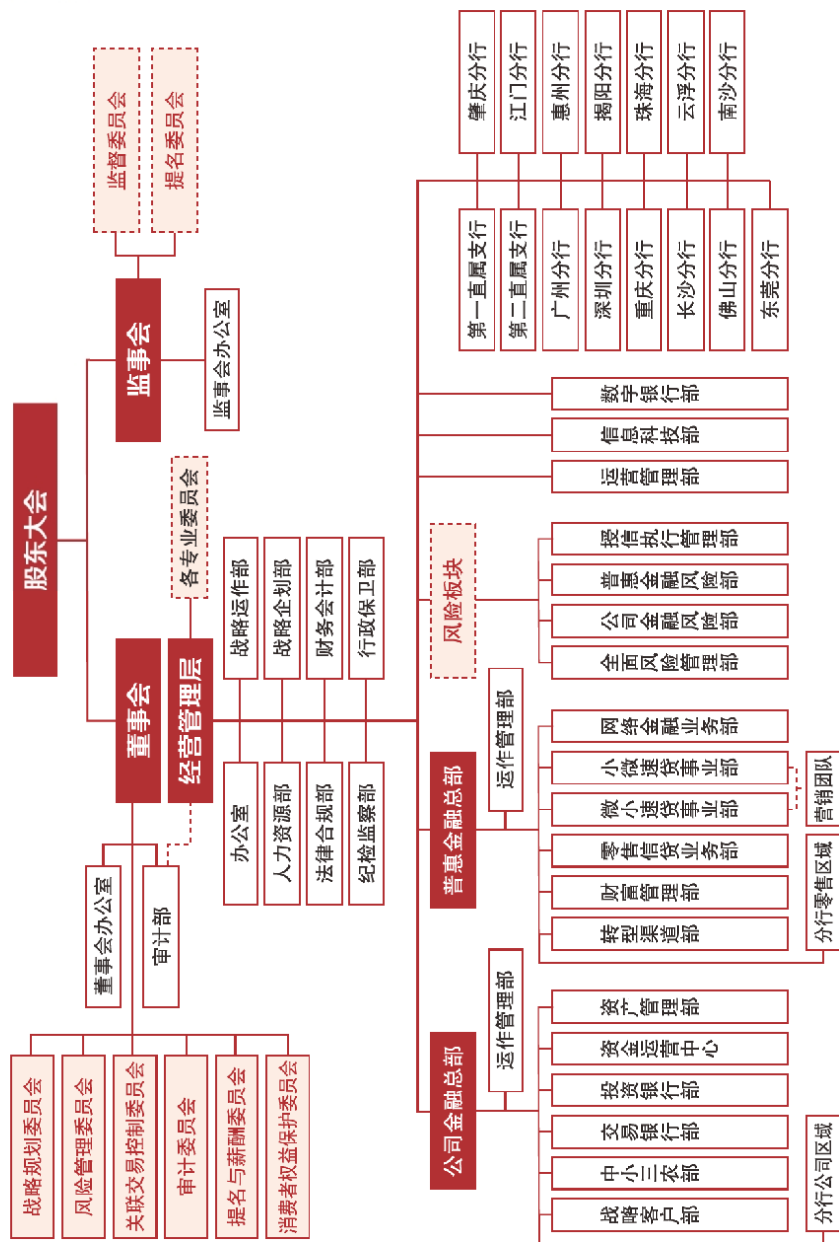 股东大会
董事会
监事会
监督委员会
提名委员会
监事会办公室
经营管理层
各专业委员会
董事会办公室
审计部
战略规划委员会
风险管理委员会
关联交易控制委员会
审计委员会
提名与薪酬委员会
消费者权益保护委员会
办公室
战略运作部
人力资源部
战略企划部
法律合规部
财务会计部
纪检监察部
行政保卫部
公司金融总部
运作管理部
战略客户部
中小三农部
交易银行部
投资银行部
资金运营中心
资产管理部
分行公司区域
普惠金融总部
运作管理部
转型渠道部
财富管理部
零售信贷业务部
微小速贷事业部
小微速贷事业部
网络金融业务部
分行零售区域
营销团队
风险板块
全面风险管理部
公司金融风险部
普惠金融风险部
授信执行管理部
运营管理部
信息科技部
数字银行部
第一直属支行
肇庆分行
第二直属支行
江门分行
广州分行
惠州分行
深圳分行
揭阳分行
重庆分行
珠海分行
长沙分行
云浮分行
佛山分行
南沙分行
东莞分行